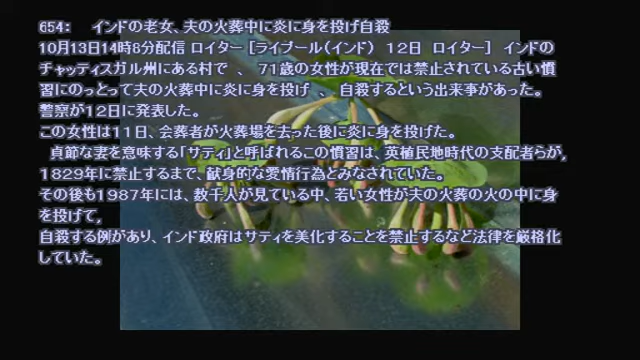 654: インドの老女、夫の火葬中に炎に身を投げ自殺
10月13日14時8分配信 ロイター [ライプール(インド) 12日 ロイター] インドの
チャッティスガル州にある村で 、 71歳の女性が現在では禁止されている古い慣
習にのっとって夫の火葬中に炎に身を投げ 、 自殺するという出来事があった。
警察が12日に発表した。
この女性は11日、会葬者が火葬場を去った後に炎に身を投げた。
貞節な妻を意味する「サティ」と呼ばれるこの慣習は、英植民地時代の支配者らが,
1829年に禁止するまで、献身的な愛情行為とみなされていた。
その後も1987年には、数千人が見ている中、若い女性が夫の火葬の火の中に身
を投げて,
自殺する例があり、インド政府はサティを美化することを禁止するなど法律を厳格化
していた。